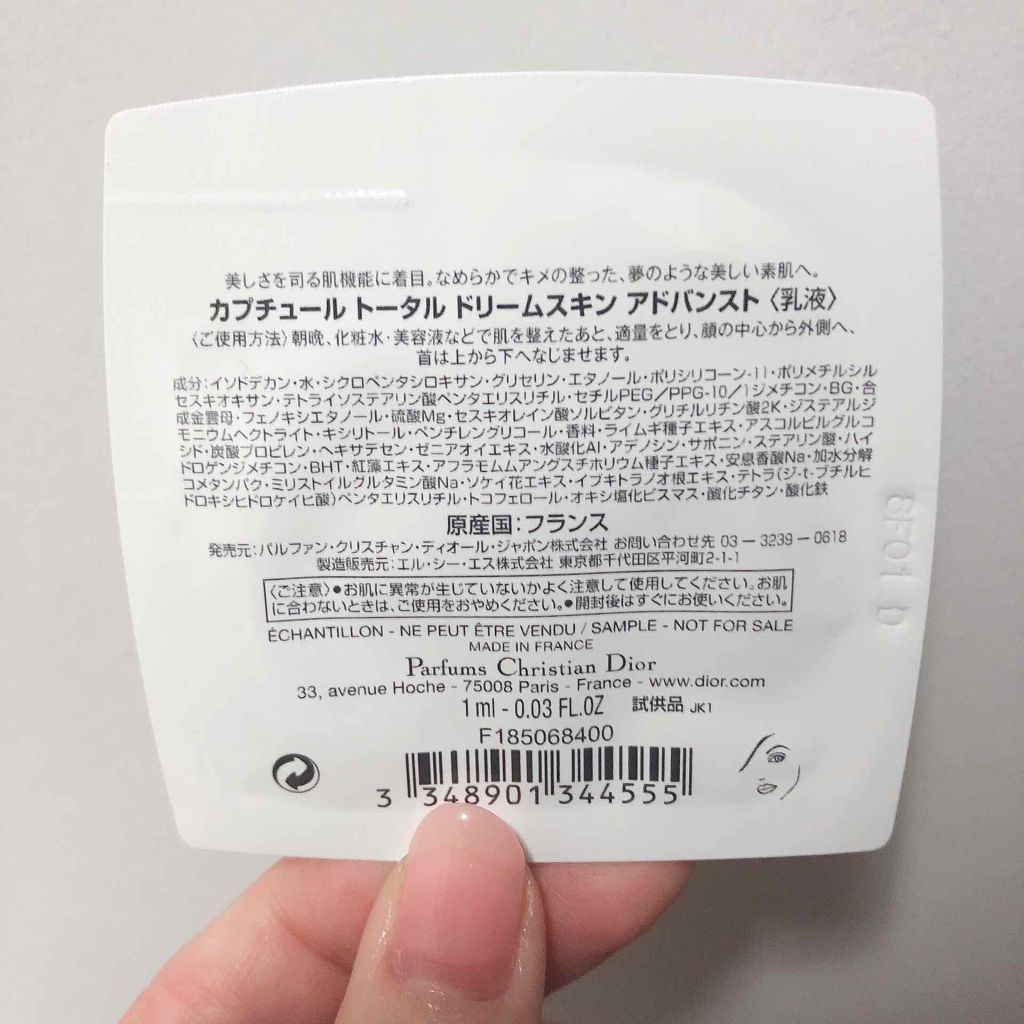 美しさを司る肌機能に着目。なめらかでキメの整った、夢のような美しい素肌へ。
カプチュール トータル ドリームスキン アドバンスト〈乳液〉
〈ご使用方法〉朝晩、化粧水・美容液などで肌を整えたあと、適量をとり、顔の中心から外側へ、
首は上から下へなじませます。
成分:イソドデカン・水・シクロペンタシロキサン・グリセリン・エタノール・ポリシリコーン-11・ポリメチルシル
セスキオキサン・テトライソステアリン酸ペンタエリスリチル・セチルPEG/PPG-10/1ジメチコン・BG・合
成金雲母・フェノキシエタノール・硫酸Mg・セスキオレイン酸ソルビタン・グリチルリチン酸2K・ジステアルジ
モニウムヘクトライト・キシリトール・ペンチレングリコール・香料・ライムギ種子エキス・アスコルビルグルコ
シド・炭酸プロピレン・ヘキサデセン・ゼニアオイエキス・水酸化Al・アデノシン・サポニン・ステアリン酸・ハイ
ドロゲンジメチコン・BHT・紅藻エキス・アフラモムムアングスチホリウム種子エキス・安息香酸Na・加水分解
コメタンパク・ミリストイルグルタミン酸Na・ソケイ花エキス・イブキトラノオ根エキス・テトラ(ジ-t-ブチルヒ
ドロキシヒドロケイヒ酸)ペンタエリスリチル・トコフェロール・オキシ塩化ビスマス・酸化チタン・酸化鉄
原産国:フランス
発売元:パルファン・クリスチャン・ディオール・ジャポン株式会社 お問い合わせ先 03-3239-0618
製造販売元:エル・シー・エス株式会社 東京都千代田区平河町2-1-1
〈ご注意〉●お肌に異常が生じていないかよく注意して使用してください。お肌
に合わないときは、ご使用をおやめください。●開封後はすぐにお使いください。
ÉCHANTILLON - NE PEUT ÊTRE VENDU / SAMPLE - NOT FOR SALE
MADE IN FRANCE
Parfums Christian Dior
33, avenue Hoche - 75008 Paris - France - www.dior.com
1 ml - 0.03 FL.OZ 試供品 JK1
F185068400
3 348901 344555
8F01 D